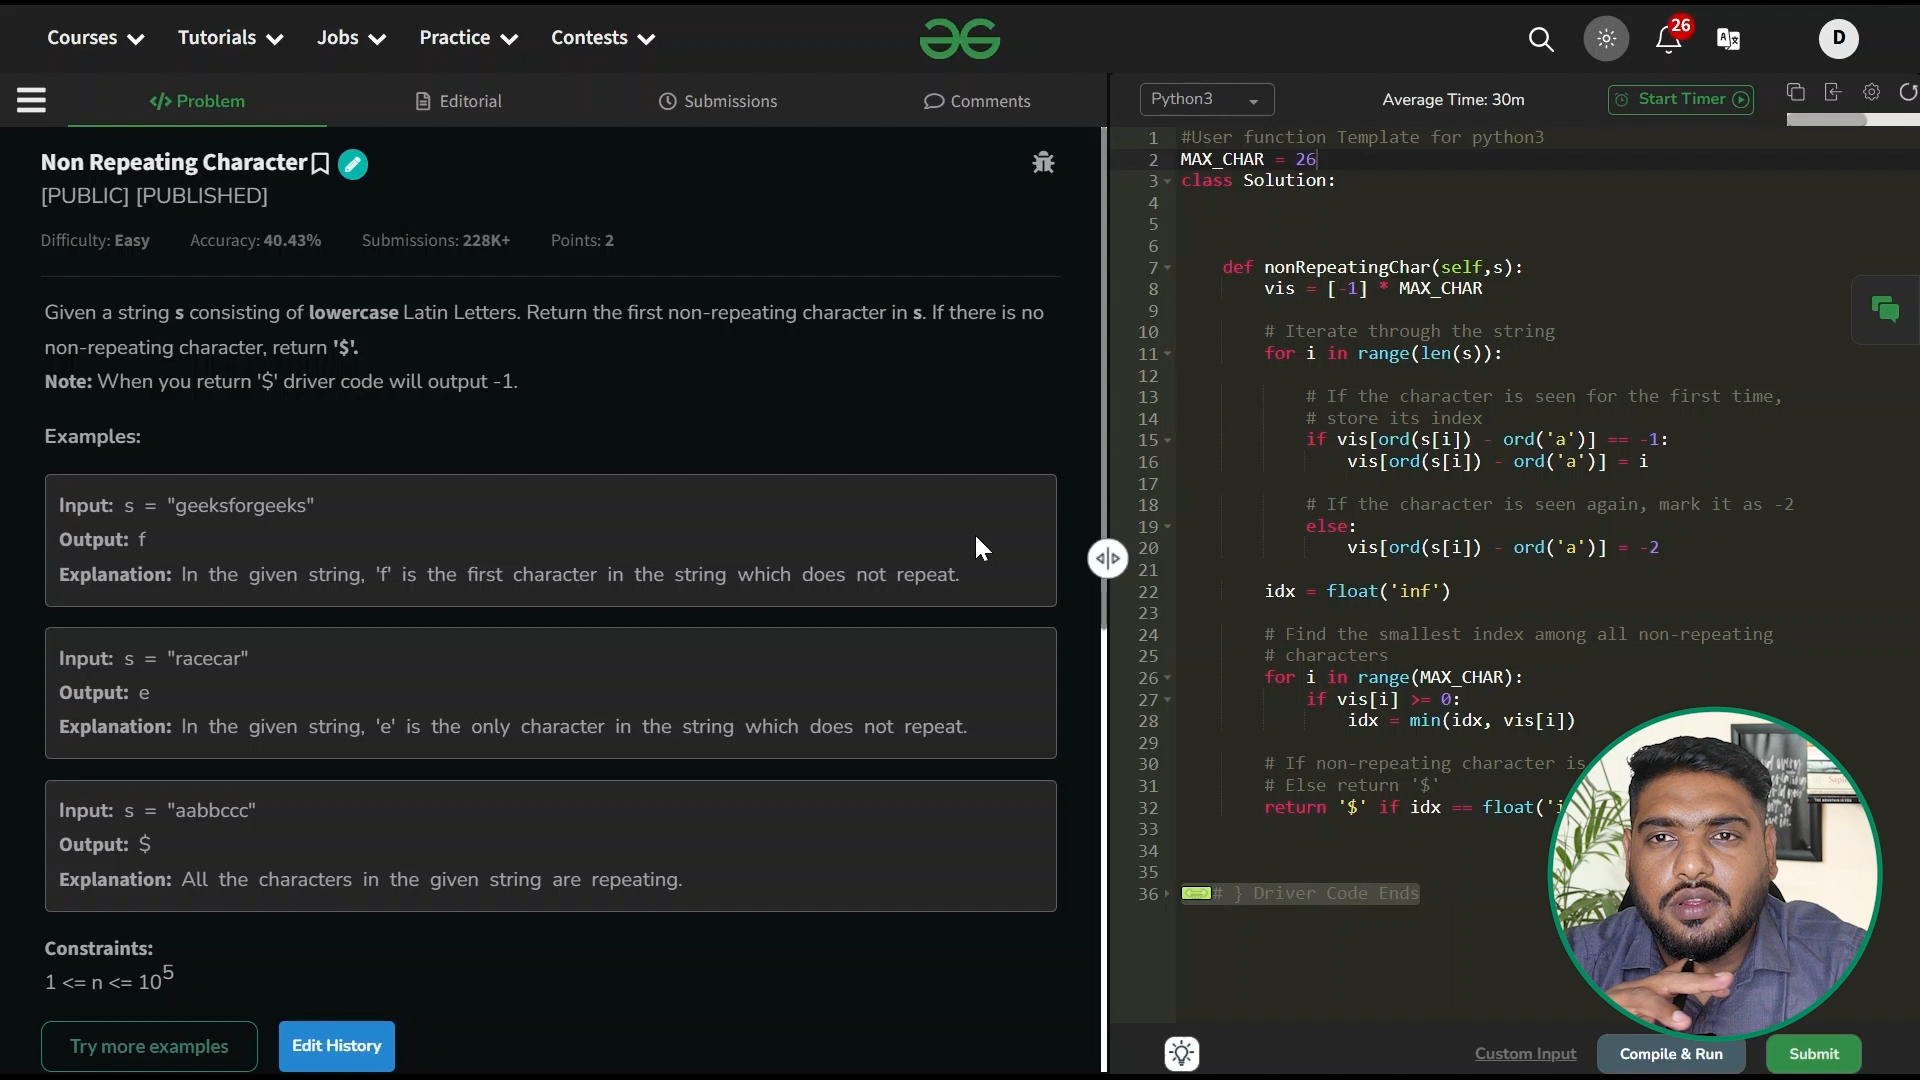 Courses
Tutorials
Jobs
Practice
Contests
26
D
Problem
Editorial
Submissions
Comments
Python3
Average Time: 30m
Start Timer
Non Repeating Character
[PUBLIC] [PUBLISHED]
Difficulty: Easy Accuracy: 40.43% Submissions: 228K+ Points: 2
Given a string s consisting of lowercase Latin Letters. Return the first non-repeating character in s. If there is no
non-repeating character, return '$'.
Note: When you return '$' driver code will output -1.
Examples:
Input: s = "geeksforgeeks"
Output: f
Explanation: In the given string, 'f' is the first character in the string which does not repeat.
Input: s = "racecar"
Output: e
Explanation: In the given string, 'e' is the only character in the string which does not repeat.
Input: s = "aabbccc"
Output: $
Explanation: All the characters in the given string are repeating.
Constraints:
1 <= n <= 10^5
Try more examples
Edit History
1 #User function Template for python3
2 MAX_CHAR = 26
3 class Solution:
4
5
6
7 def nonRepeatingChar(self,s):
8 vis = [-1] * MAX_CHAR
9
10 # Iterate through the string
11 for i in range(len(s)):
12
13 # If the character is seen for the first time,
14 # store its index
15 if vis[ord(s[i]) - ord('a')] == -1:
16 vis[ord(s[i]) - ord('a')] = i
17
18 # If the character is seen again, mark it as -2
19 else:
20 vis[ord(s[i]) - ord('a')] = -2
21
22 idx = float('inf')
23
24 # Find the smallest index among all non-repeating
25 # characters
26 for i in range(MAX_CHAR):
27 if vis[i] >= 0:
28 idx = min(idx, vis[i])
29
30 # If non-repeating character is
31 # Else return '$'
32 return '$' if idx == float('i
33
34
35
36 # } Driver Code Ends
Custom Input
Compile & Run
Submit